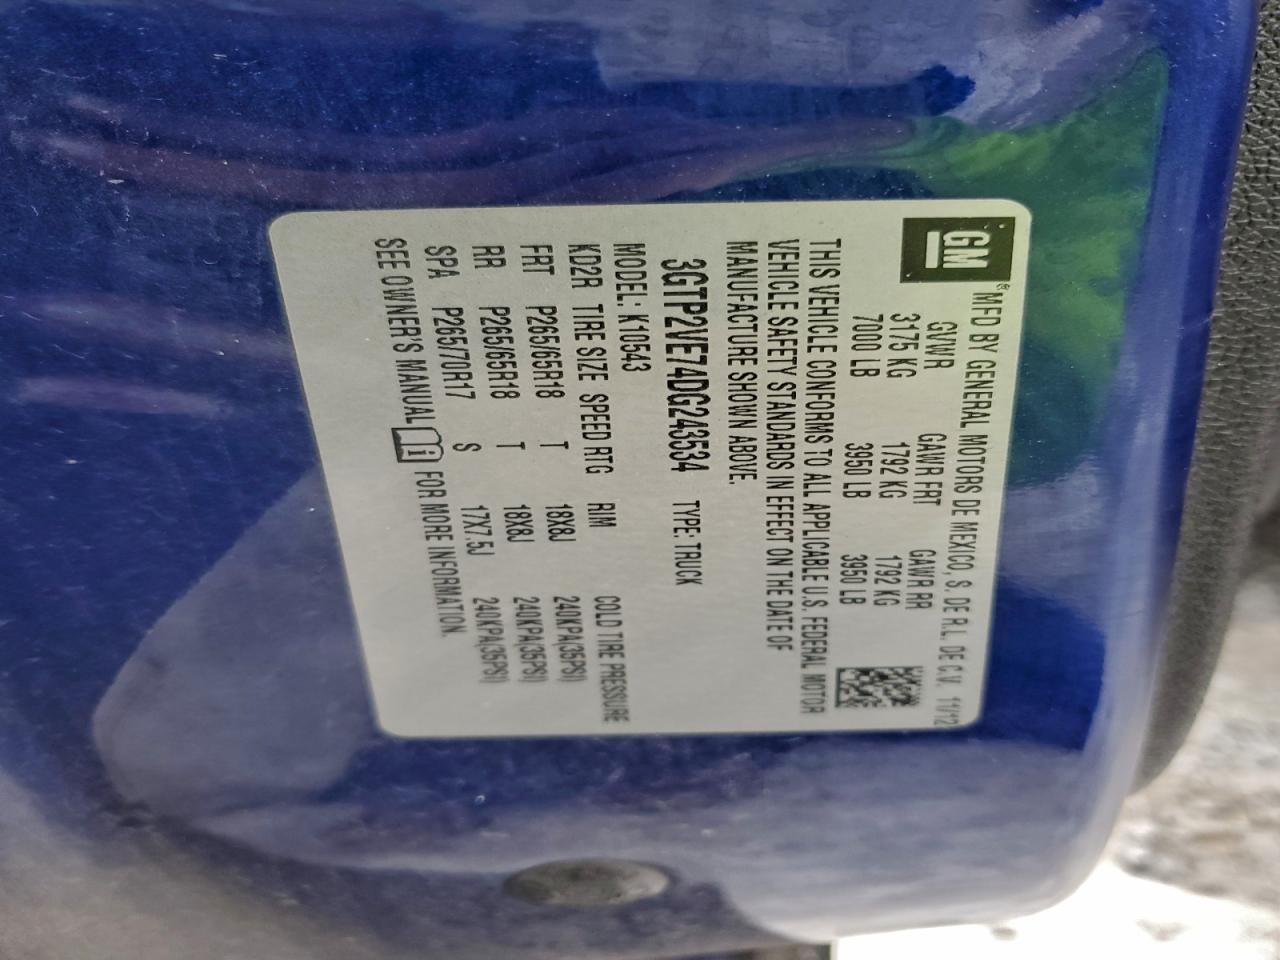 GM ® MFD BY GENERAL MOTORS DE MEXICO, S. DE R.L. DE C.V. 11/12
GVWR GAWR FRT GAWR RR
3175 KG 1792 KG 1792 KG
7000 LB 3950 LB 3950 LB
THIS VEHICLE CONFORMS TO ALL APPLICABLE U.S. FEDERAL MOTOR
VEHICLE SAFETY STANDARDS IN EFFECT ON THE DATE OF
MANUFACTURE SHOWN ABOVE.
3GTP2VE74DG243534 TYPE: TRUCK
MODEL: K10543
KD2R TIRE SIZE SPEED RTG RIM COLD TIRE PRESSURE
FRT P265/65R18 T 18X8J 240KPA(35PSI)
RR P265/65R18 T 18X8J 240KPA(35PSI)
SPA P265/70R17 S 17X7.5J 240KPA(35PSI)
SEE OWNER'S MANUAL i FOR MORE INFORMATION.